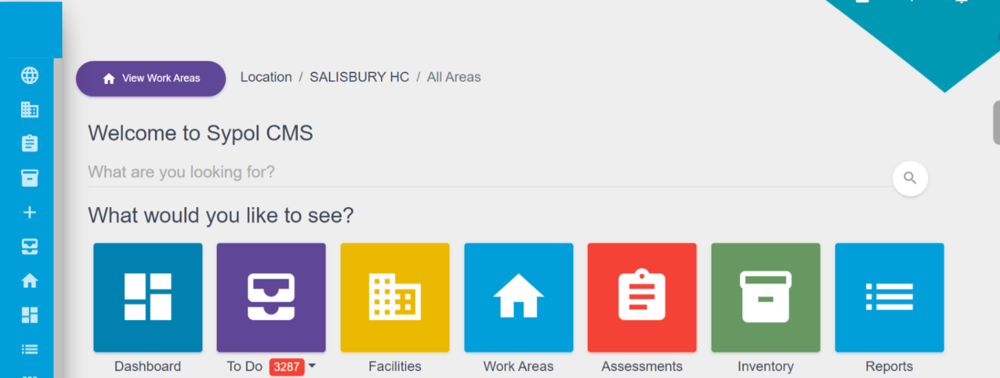 View Work Areas
Location / SALISBURY HC / All Areas
Welcome to Sypol CMS
What are you looking for?
What would you like to see?
Dashboard
To Do 3287
Facilities
Work Areas
Assessments
Inventory
Reports